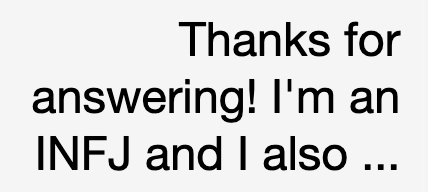 Thanks for
answering! I'm an
INFJ and I also ...